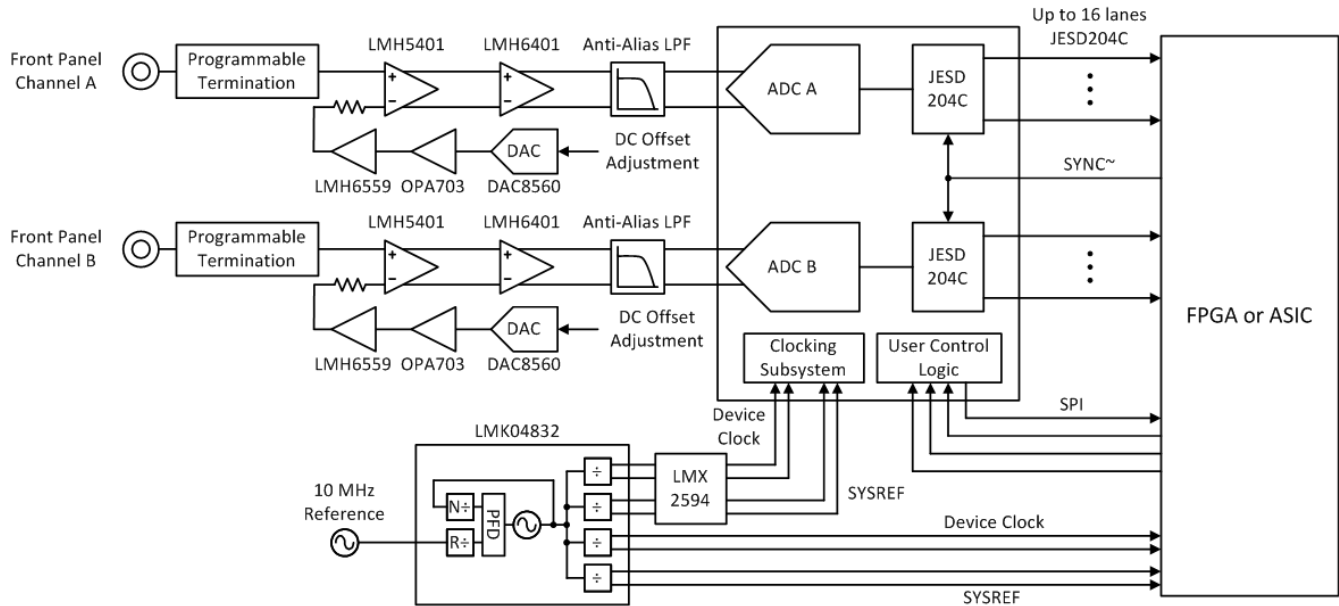 Up to 16 lanes
JESD204C
Front Panel
Channel A
Programmable
Termination
LMH5401
LMH6401
Anti-Alias LPF
+
−
+
−
ADC A
JESD
204C
LMH6559
OPA703
DAC
DAC8560
DC Offset
Adjustment
SYNC~
Front Panel
Channel B
Programmable
Termination
LMH5401
LMH6401
Anti-Alias LPF
+
−
+
−
ADC B
JESD
204C
LMH6559
OPA703
DAC
DAC8560
DC Offset
Adjustment
FPGA or ASIC
Clocking
Subsystem
User Control
Logic
SPI
Device
Clock
LMK04832
10 MHz
Reference
N÷
R÷
PFD
÷
÷
÷
÷
LMX
2594
SYSREF
Device Clock
SYSREF